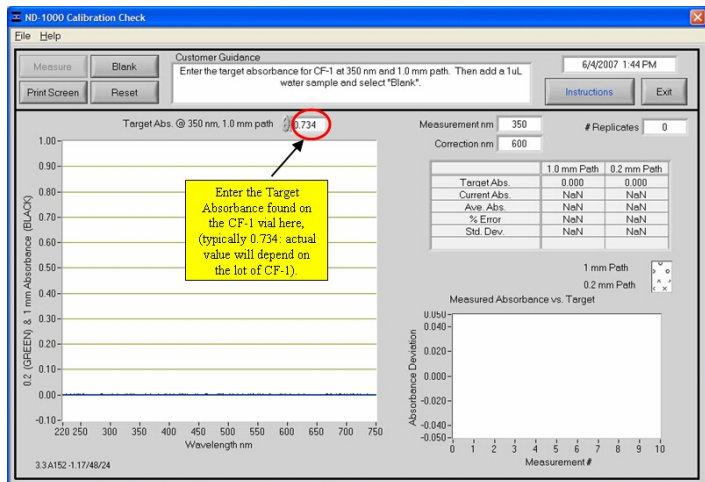 ND-1000 Calibration Check
File Help
Measure Blank
Print Screen Reset
Customer Guidance
Enter the target absorbance for CF-1 at 350 nm and 1.0 mm path. Then add a 1uL
water sample and select "Blank".
6/4/2007 1:44 PM
Instructions Exit
Target Abs. @ 350 nm, 1.0 mm path 0.734
Measurement nm 350
# Replicates 0
Correction nm 600
1.0 mm Path 0.2 mm Path
Target Abs. 0.000 0.000
Current Abs. NaN NaN
Ave. Abs. NaN NaN
% Error NaN NaN
Std. Dev. NaN NaN
Enter the Target
Absorbance found on
the CF-1 vial here,
(typically 0.734: actual
value will depend on
the lot of CF-1).
0.2 (GREEN) & 1 mm Absorbance (BLACK)
1.00
0.90
0.80
0.70
0.60
0.50
0.40
0.30
0.20
0.10
0.00
-0.10
220 250 300 350 400 450 500 550 600 650 700 750
Wavelength nm
1 mm Path
0.2 mm Path
Measured Absorbance vs. Target
Absorbance Deviation
0.050
0.040
0.020
0.000
-0.020
-0.040
-0.050
0 1 2 3 4 5 6 7 8 9 10
Measurement #
3.3 A152 -1.17/48/24